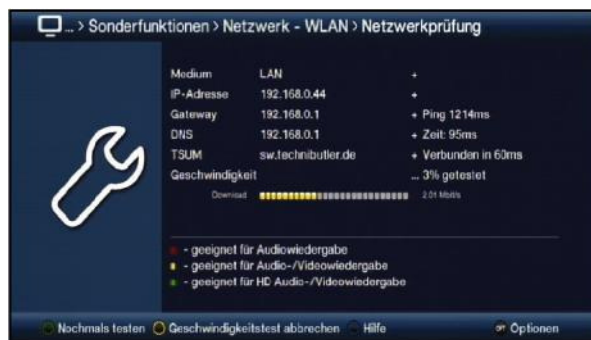 ... > Sonderfunktionen > Netzwerk - WLAN > Netzwerkprüfung
Medium LAN +
IP-Adresse 192.168.0.44 +
Gateway 192.168.0.1 + Ping 1214ms
DNS 192.168.0.1 + Zeit: 95ms
TSUM sw.technibutler.de + Verbunden in 60ms
Geschwindigkeit ... 3% getestet
Download 2.01 Mbit/s
- geeignet für Audiowiedergabe
- geeignet für Audio-/Videowiedergabe
- geeignet für HD Audio-/Videowiedergabe
Nochmals testen Geschwindigkeitstest abbrechen Hilfe Optionen